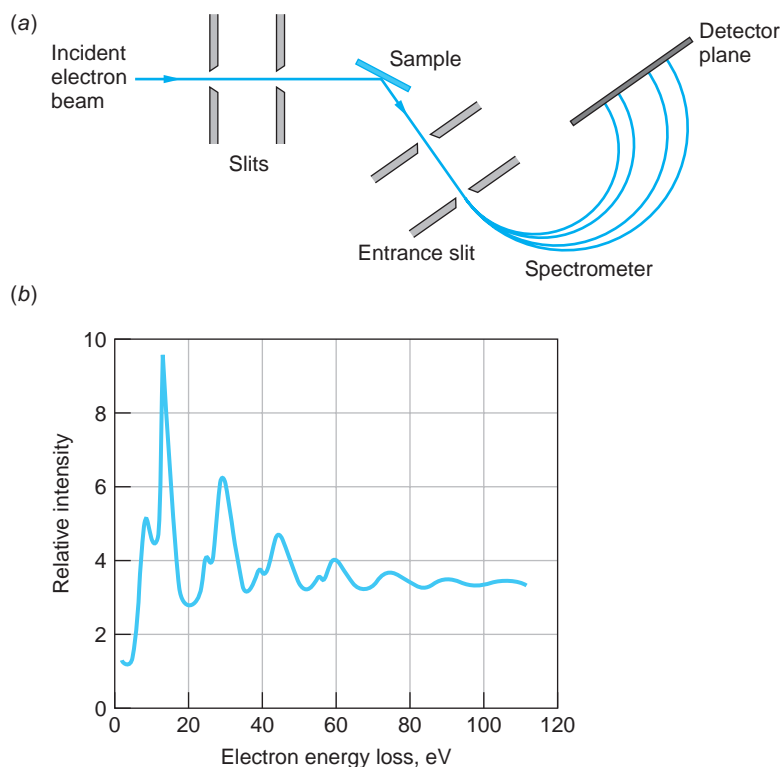 (a)
Incident
electron
beam
Slits
Sample
Entrance slit
Spectrometer
Detector
plane
(b)
Relative intensity
10
8
6
4
2
0
0 20 40 60 80 100 120
Electron energy loss, eV